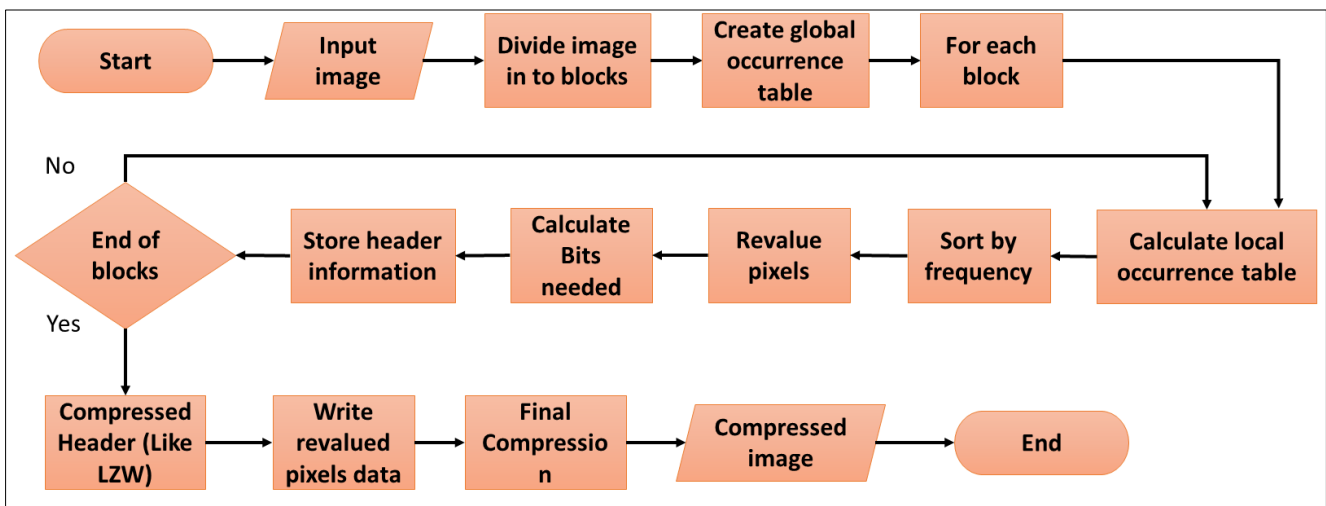 Start
Input
image
Divide image
in to blocks
Create global
occurrence
table
For each
block
No
End of
blocks
Yes
Store header
information
Calculate
Bits
needed
Revalue
pixels
Sort by
frequency
Calculate local
occurrence table
Compressed
Header (Like
LZW)
Write
revalued
pixels data
Final
Compressio
n
Compressed
image
End